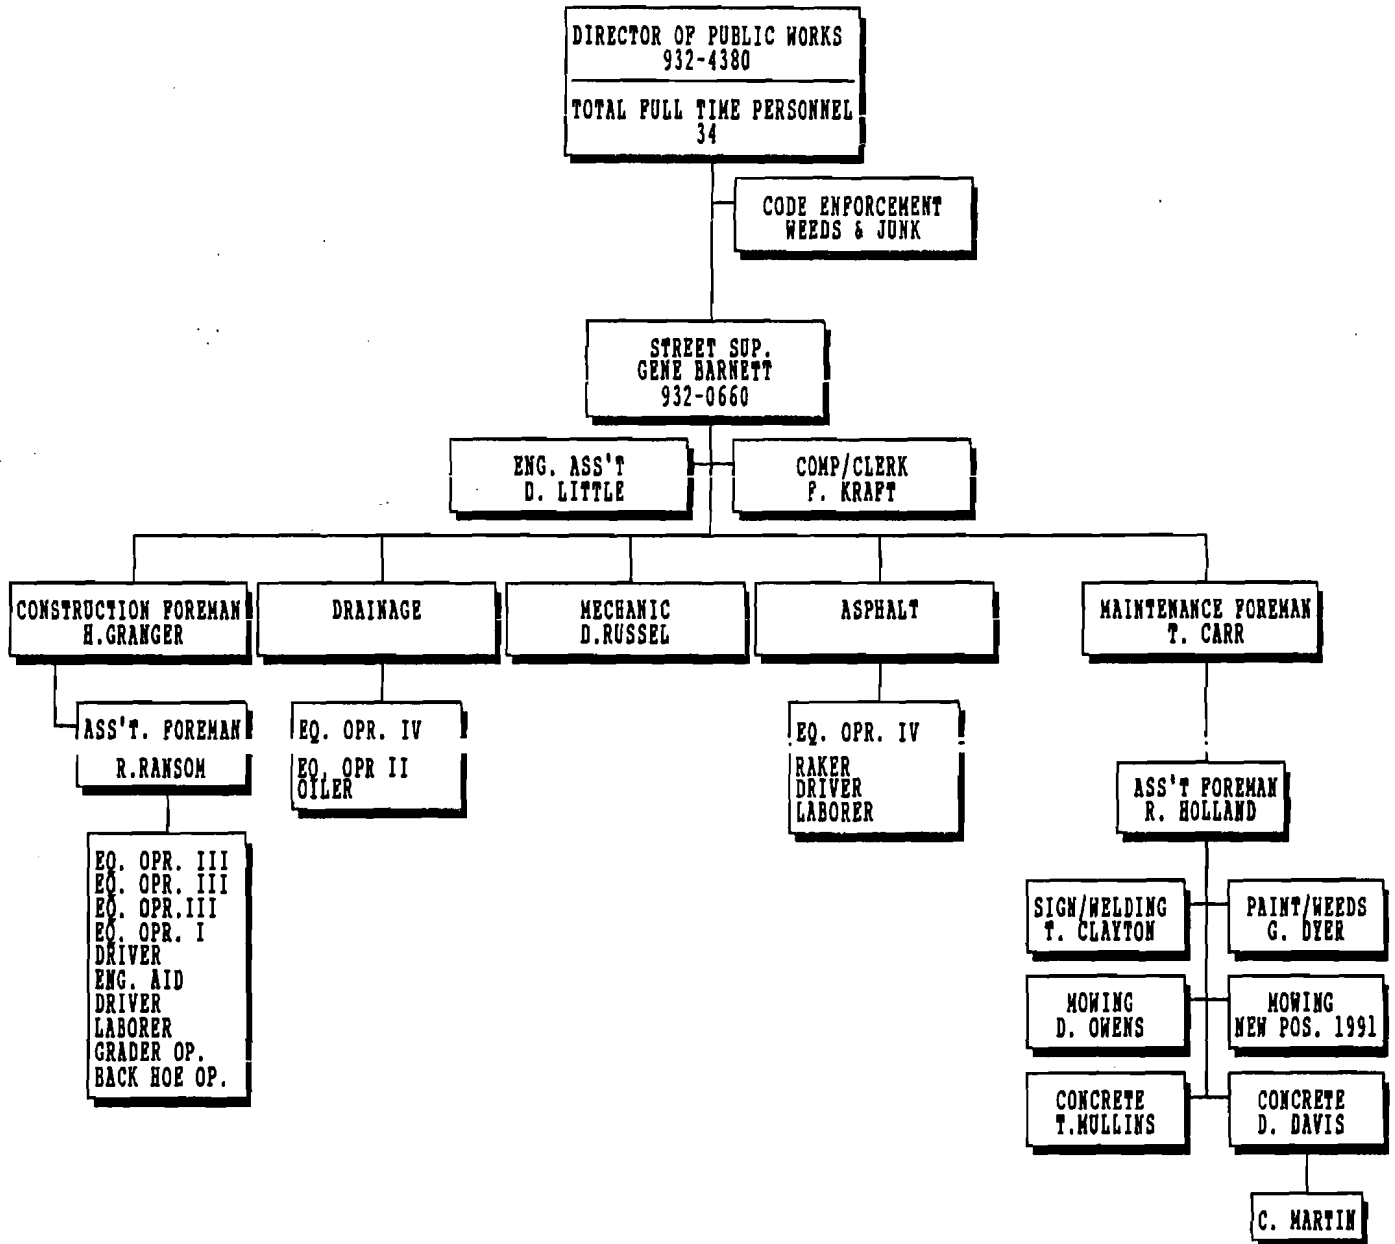 DIRECTOR OF PUBLIC WORKS
932-4380
TOTAL FULL TIME PERSONNEL
34
CODE ENFORCEMENT
WEEDS & JUNK
STREET SUP.
GENE BARNETT
932-0660
ENG. ASS'T
D. LITTLE
COMP/CLERK
F. KRAFT
CONSTRUCTION FOREMAN
H.GRANGER
DRAINAGE
MECHANIC
D.RUSSEL
ASPHALT
MAINTENANCE FOREMAN
T. CARR
ASS'T. FOREMAN
R.RANSOM
EQ. OPR. IV
EQ. OPR II
OILER
EQ. OPR. IV
RAKER
DRIVER
LABORER
ASS'T FOREMAN
R. HOLLAND
EQ. OPR. III
EQ. OPR. III
EQ. OPR.III
EQ. OPR. I
DRIVER
ENG. AID
DRIVER
LABORER
GRADER OP.
BACK HOE OP.
SIGN/WELDING
T. CLAYTON
PAINT/WEEDS
G. DYER
MOWING
D. OWENS
MOWING
NEW POS. 1991
CONCRETE
T.MULLINS
CONCRETE
D. DAVIS
C. MARTIN